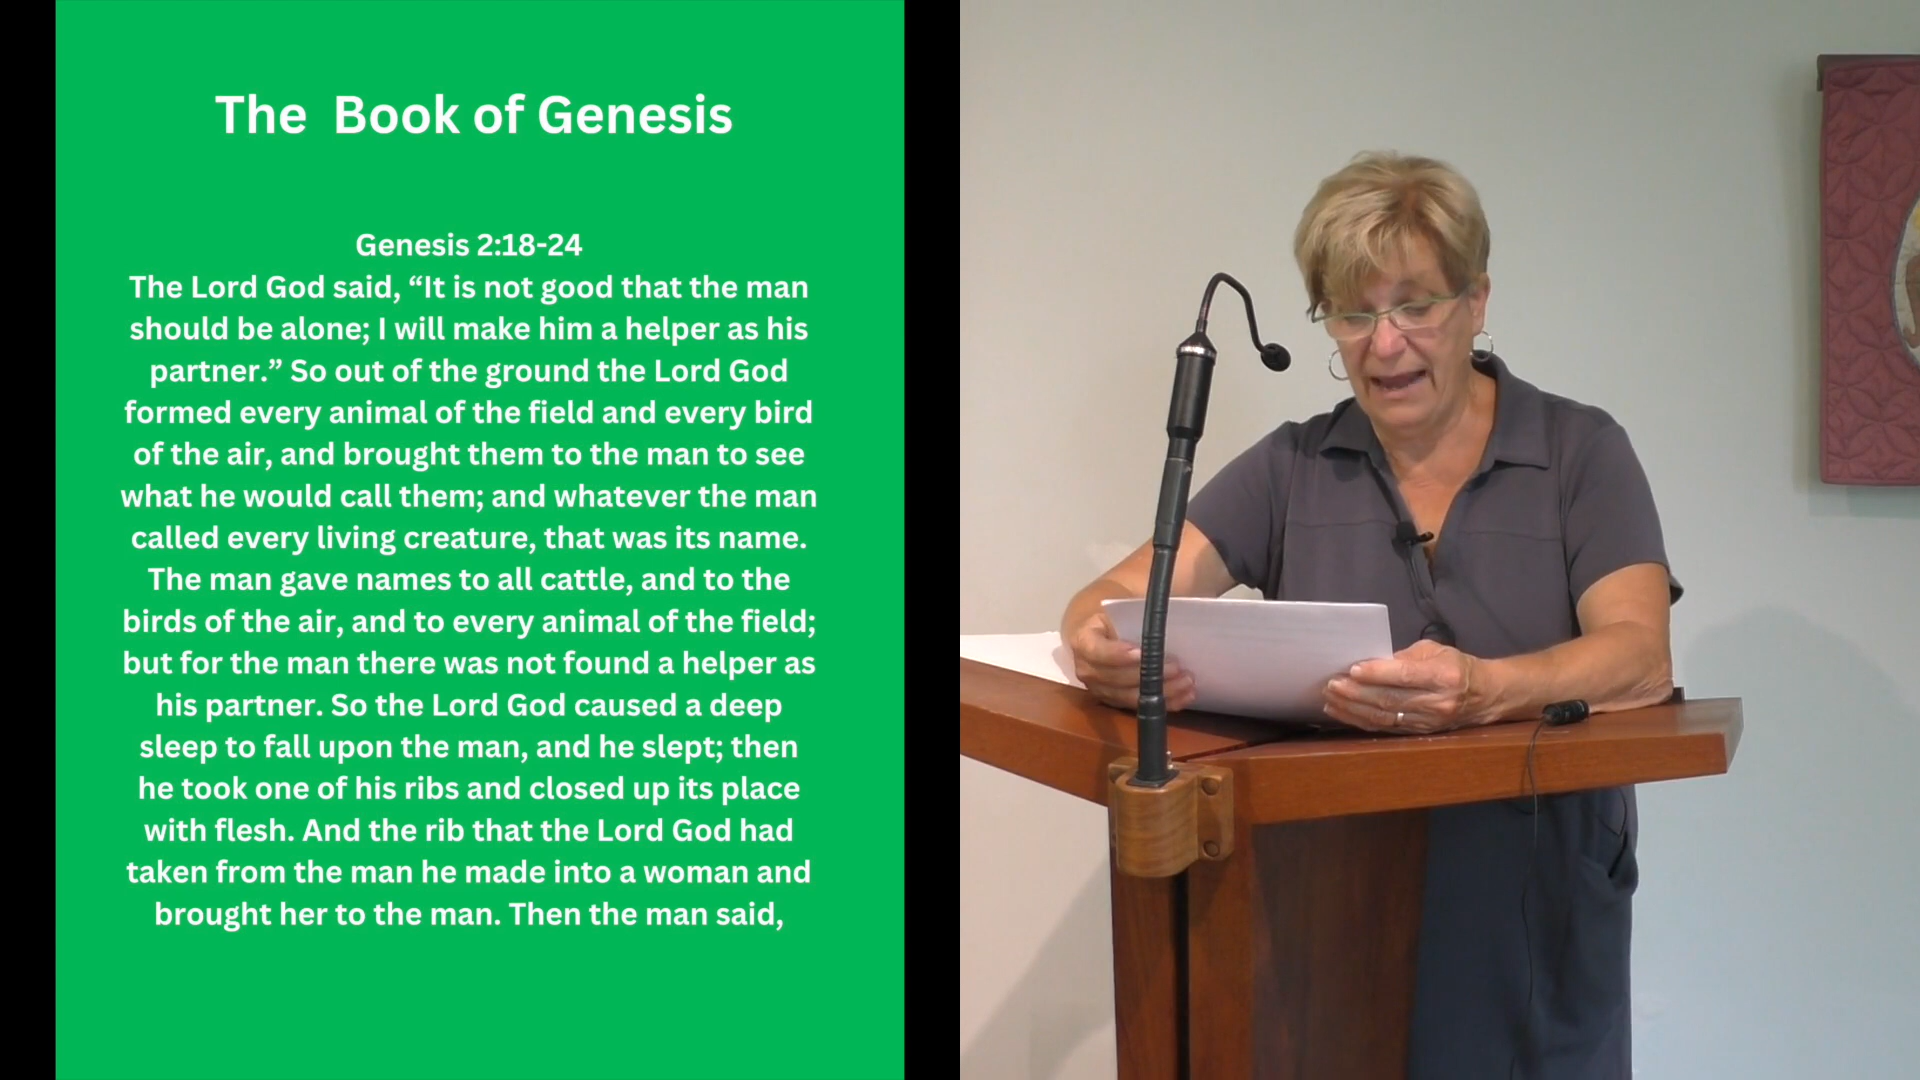 The Book of Genesis
Genesis 2:18-24
The Lord God said, “It is not good that the man
should be alone; I will make him a helper as his
partner.” So out of the ground the Lord God
formed every animal of the field and every bird
of the air, and brought them to the man to see
what he would call them; and whatever the man
called every living creature, that was its name.
The man gave names to all cattle, and to the
birds of the air, and to every animal of the field;
but for the man there was not found a helper as
his partner. So the Lord God caused a deep
sleep to fall upon the man, and he slept; then
he took one of his ribs and closed up its place
with flesh. And the rib that the Lord God had
taken from the man he made into a woman and
brought her to the man. Then the man said,